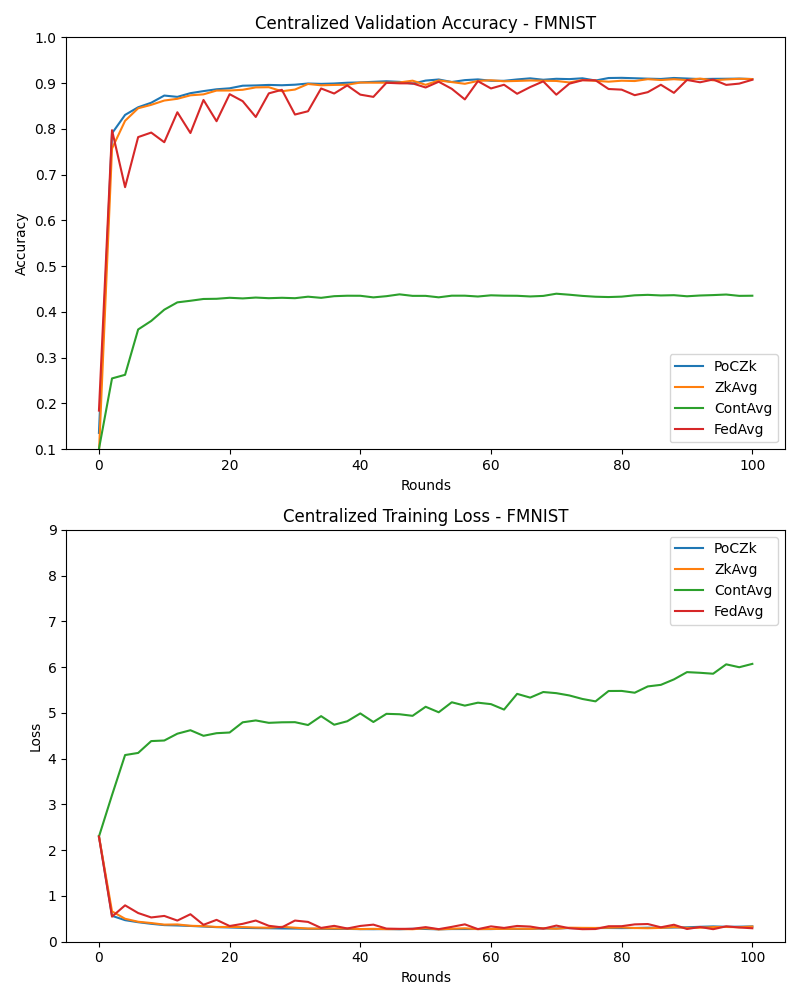 Centralized Validation Accuracy - FMNIST
1.0
0.9
0.8
0.7
0.6
0.5
0.4
0.3
0.2
0.1
Accuracy
0 20 40 60 80 100
Rounds
PoCZk
ZkAvg
ContAvg
FedAvg
Centralized Training Loss - FMNIST
9
8
7
6
5
4
3
2
1
0
Loss
0 20 40 60 80 100
Rounds
PoCZk
ZkAvg
ContAvg
FedAvg